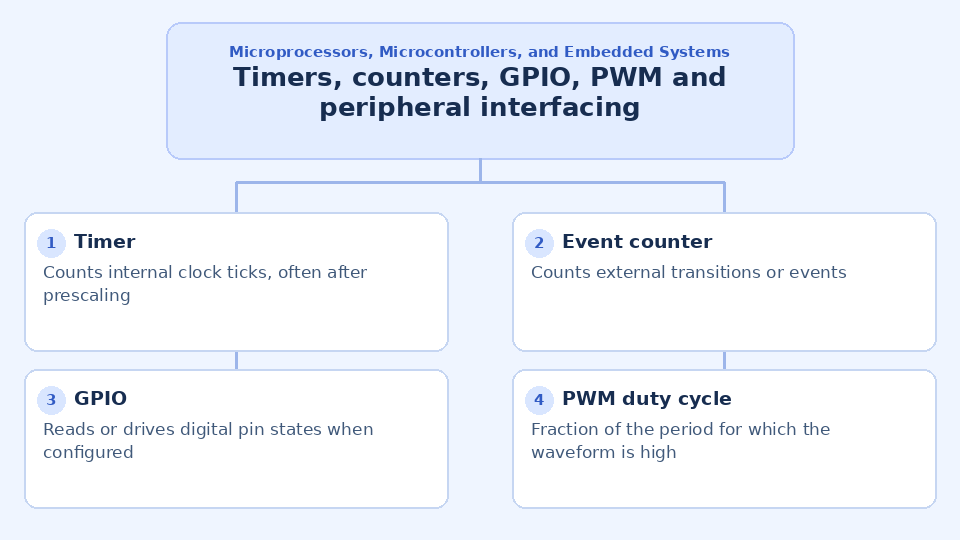 Microprocessors, Microcontrollers, and Embedded Systems
Timers, counters, GPIO, PWM and
peripheral interfacing
1 Timer
Counts internal clock ticks, often after
prescaling
2 Event counter
Counts external transitions or events
3 GPIO
Reads or drives digital pin states when
configured
4 PWM duty cycle
Fraction of the period for which the
waveform is high